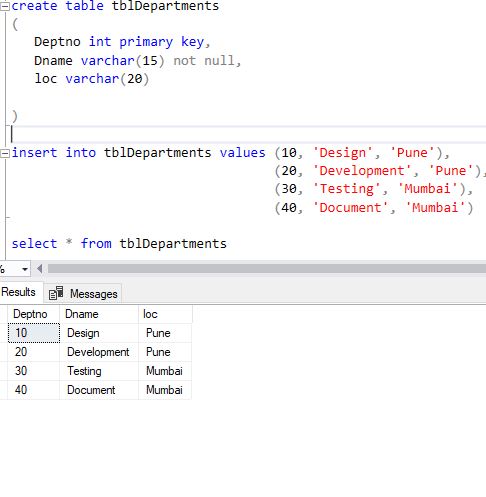 create table tblDepartments
(
Deptno int primary key,
Dname varchar(15) not null,
loc varchar(20)
)
insert into tblDepartments values (10, 'Design', 'Pune'),
(20, 'Development', 'Pune'),
(30, 'Testing', 'Mumbai'),
(40, 'Document', 'Mumbai')
select * from tblDepartments
%
Results Messages
Deptno Dname loc
10 Design Pune
20 Development Pune
30 Testing Mumbai
40 Document Mumbai